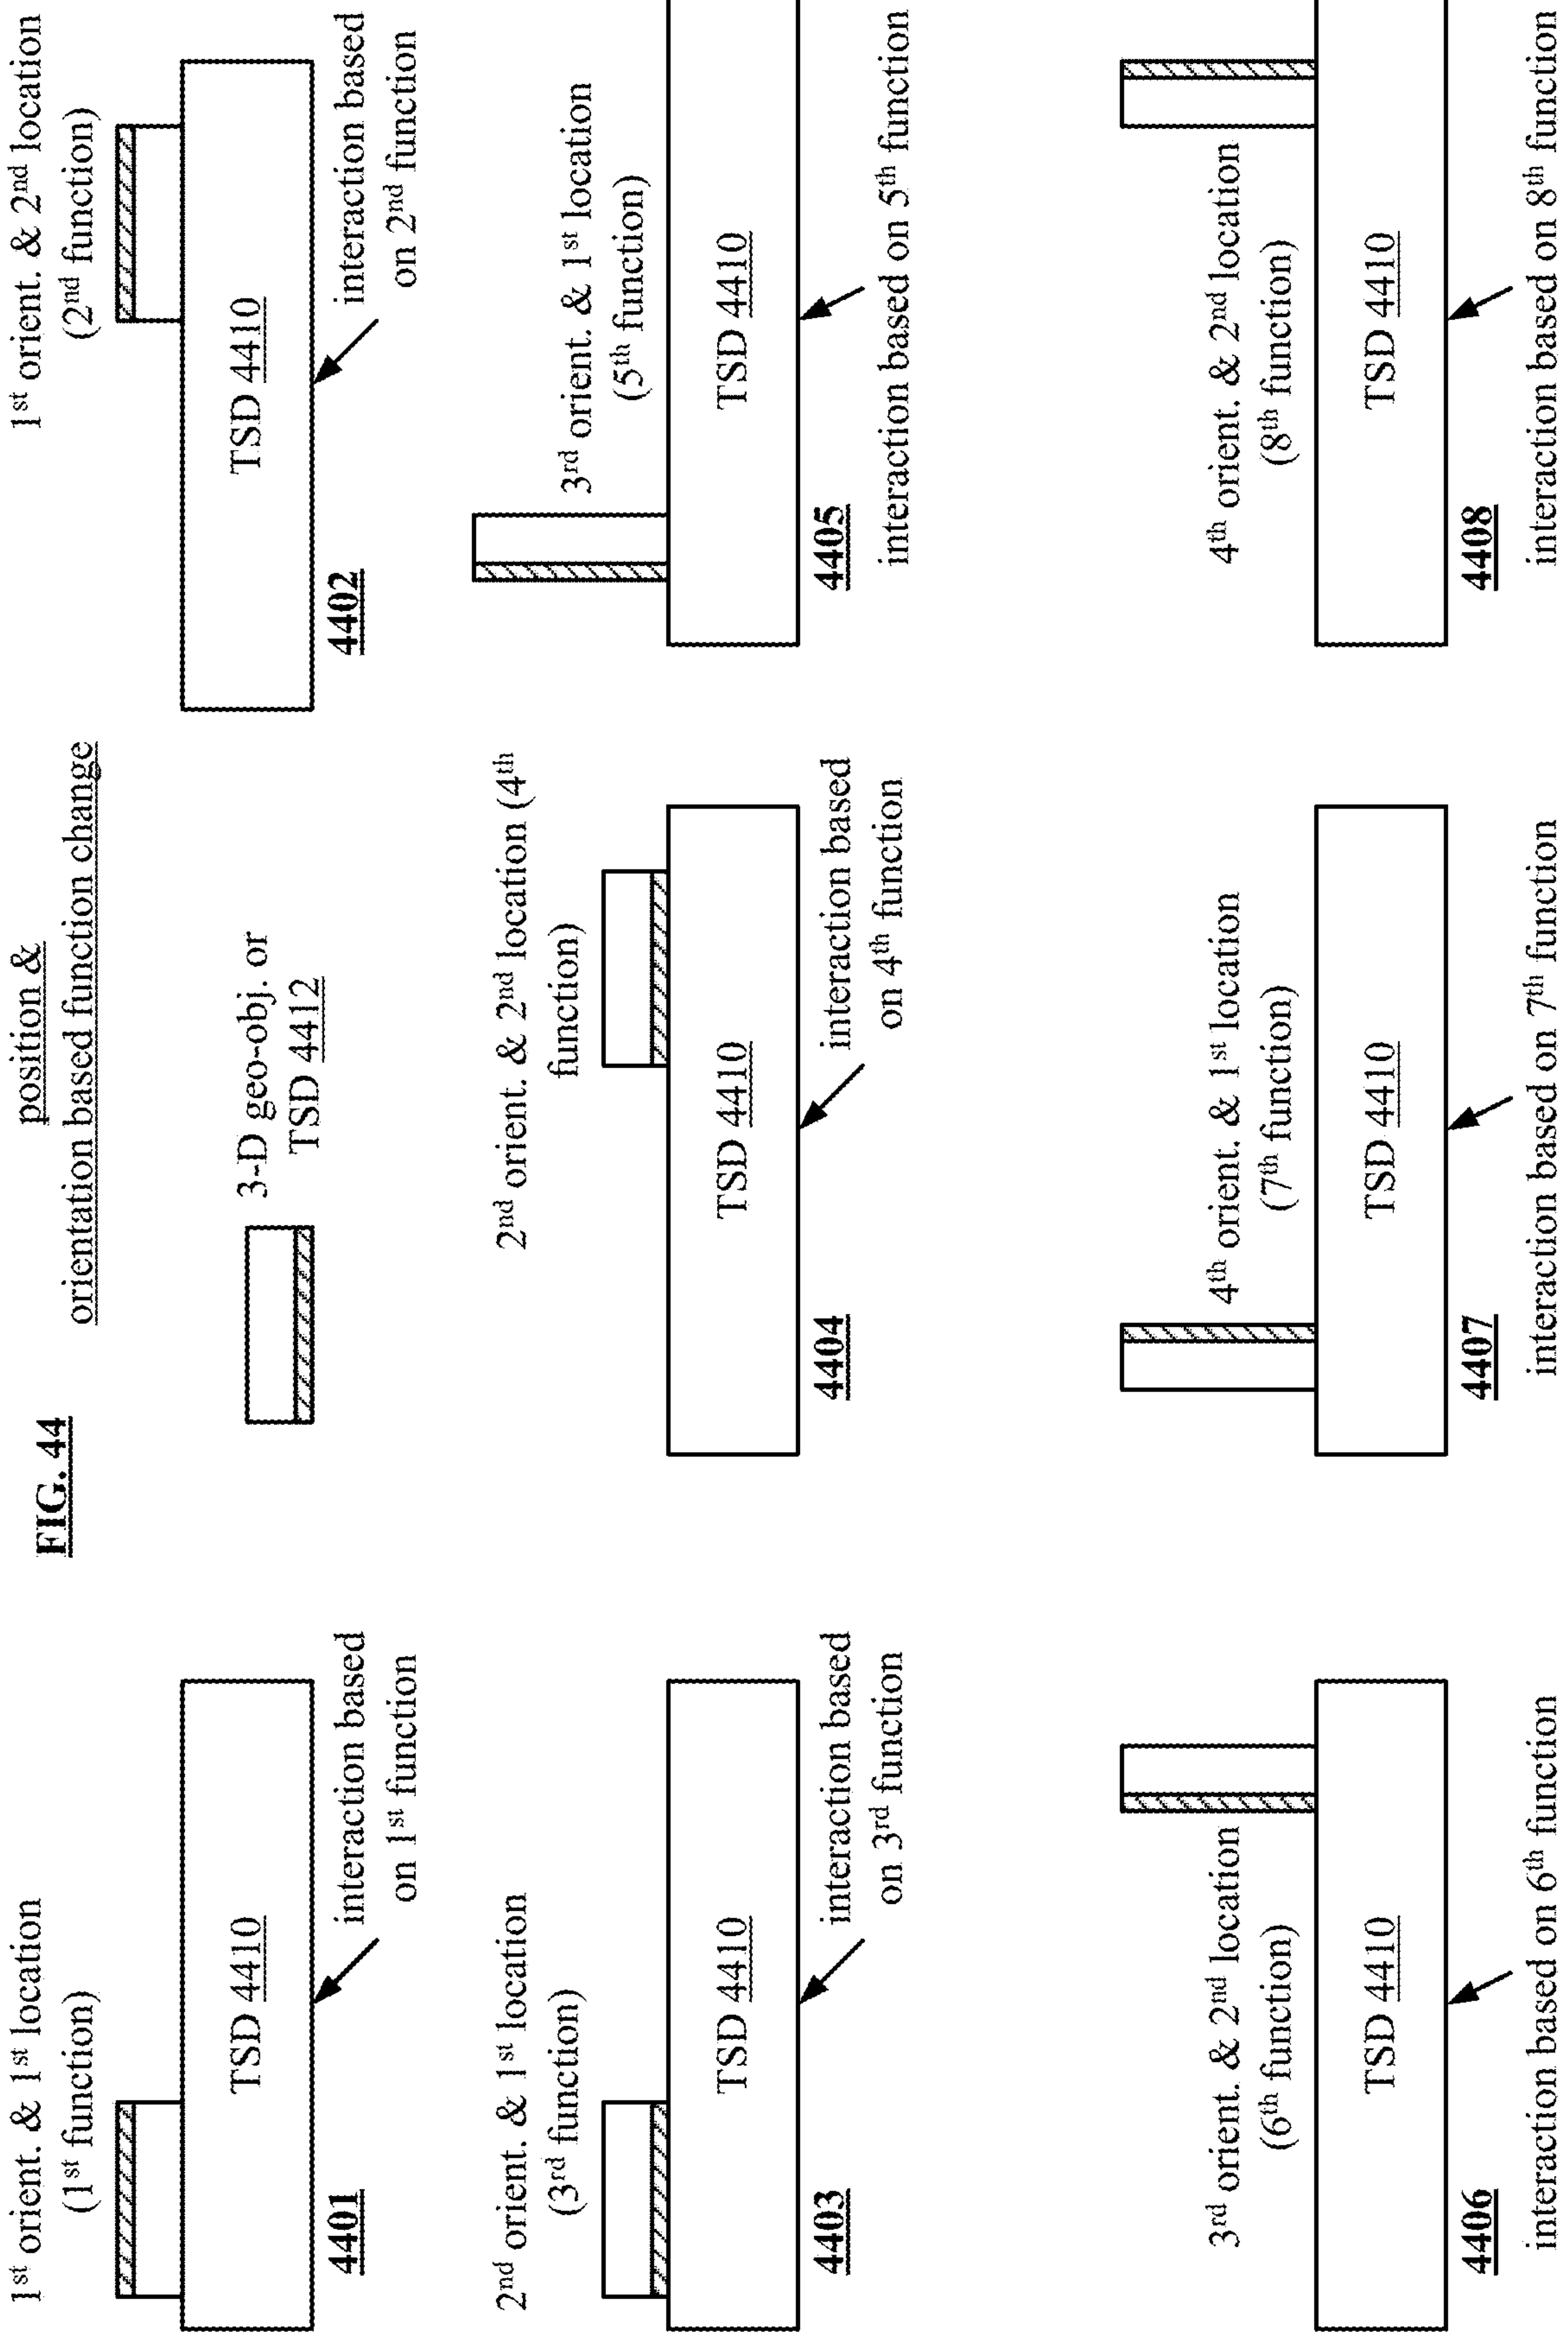 FIG. 44
position &
orientation based function change
3-D geo-obj. or
TSD 4412
1st orient. & 1st location
(1st function)
TSD 4410
4401
interaction based
on 1st function
1st orient. & 2nd location
(2nd function)
TSD 4410
4402
interaction based
on 2nd function
2nd orient. & 1st location
(3rd function)
TSD 4410
4403
interaction based
on 3rd function
2nd orient. & 2nd location (4th
function)
TSD 4410
4404
interaction based
on 4th function
3rd orient. & 1st location
(5th function)
TSD 4410
4405
interaction based on 5th function
3rd orient. & 2nd location
(6th function)
TSD 4410
4406
interaction based on 6th function
4th orient. & 1st location
(7th function)
TSD 4410
4407
interaction based on 7th function
4th orient. & 2nd location
(8th function)
TSD 4410
4408
interaction based on 8th function